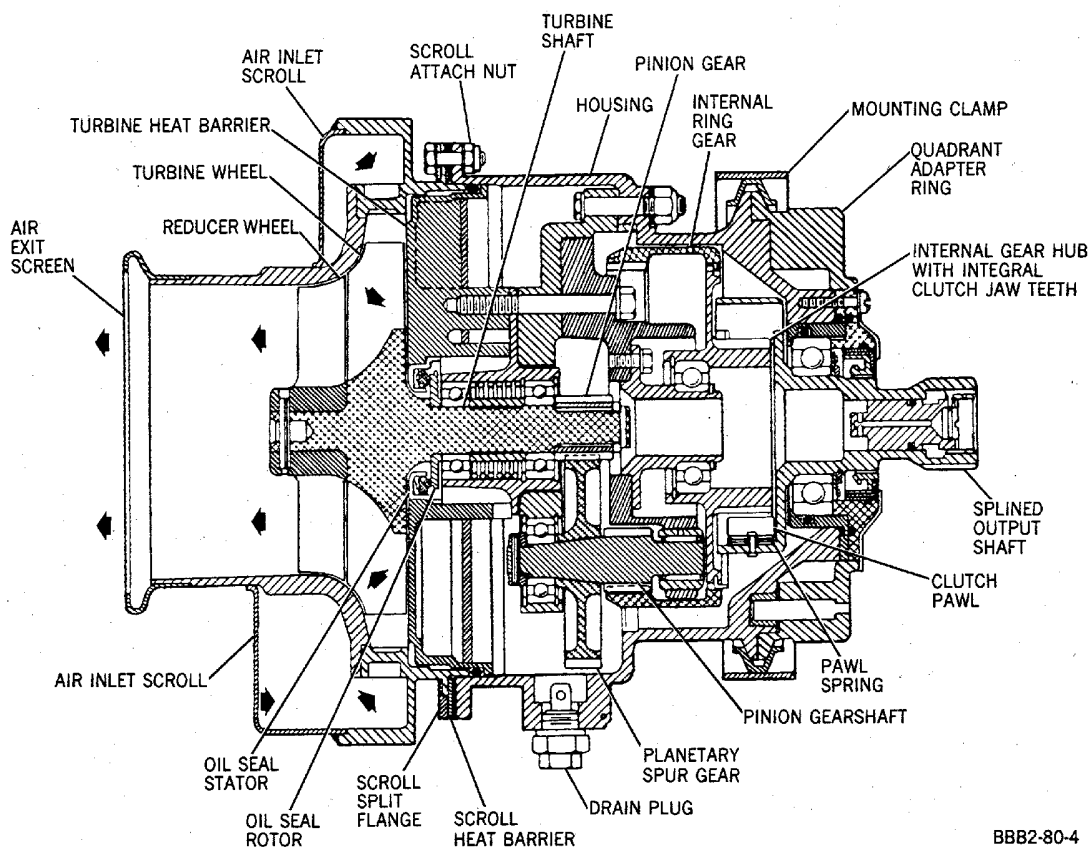 TURBINE
SHAFT
AIR INLET
SCROLL
SCROLL
ATTACH NUT
PINION GEAR
HOUSING
INTERNAL
RING
GEAR
MOUNTING CLAMP
TURBINE HEAT BARRIER
QUADRANT
ADAPTER
RING
TURBINE WHEEL
REDUCER WHEEL
AIR
EXIT
SCREEN
INTERNAL GEAR HUB
WITH INTEGRAL
CLUTCH JAW TEETH
SPLINED
OUTPUT
SHAFT
CLUTCH
PAWL
PAWL
SPRING
AIR INLET SCROLL
PINION GEARSHAFT
OIL SEAL
STATOR
SCROLL
SPLIT
FLANGE
PLANETARY
SPUR GEAR
DRAIN PLUG
OIL SEAL
ROTOR
SCROLL
HEAT BARRIER
BBB2-80-4